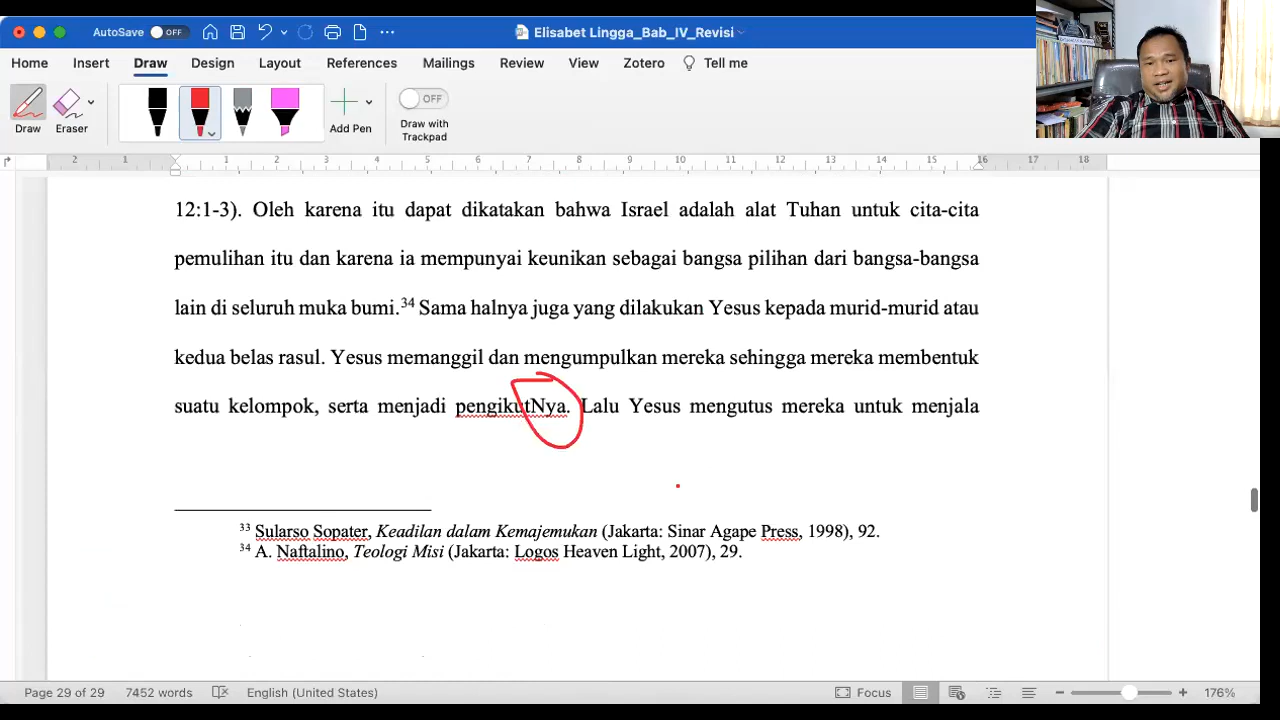 AutoSave OFF
Elisabet Lingga_Bab_IV_Revisi
Home Insert Draw Design Layout References Mailings Review View Zotero Tell me
Draw Eraser Add Pen OFF Draw with Trackpad
2 1 1 2 3 4 5 6 7 8 9 10 11 12 13 14 15 16 17 18
12:1-3). Oleh karena itu dapat dikatakan bahwa Israel adalah alat Tuhan untuk cita-cita
pemulihan itu dan karena ia mempunyai keunikan sebagai bangsa pilihan dari bangsa-bangsa
lain di seluruh muka bumi.34 Sama halnya juga yang dilakukan Yesus kepada murid-murid atau
kedua belas rasul. Yesus memanggil dan mengumpulkan mereka sehingga mereka membentuk
suatu kelompok, serta menjadi pengikutNya. Lalu Yesus mengutus mereka untuk menjala
33 Sularso Sopater, Keadilan dalam Kemajemukan (Jakarta: Sinar Agape Press, 1998), 92.
34 A. Naftalino, Teologi Misi (Jakarta: Logos Heaven Light, 2007), 29.
Page 29 of 29 7452 words English (United States) Focus 176%